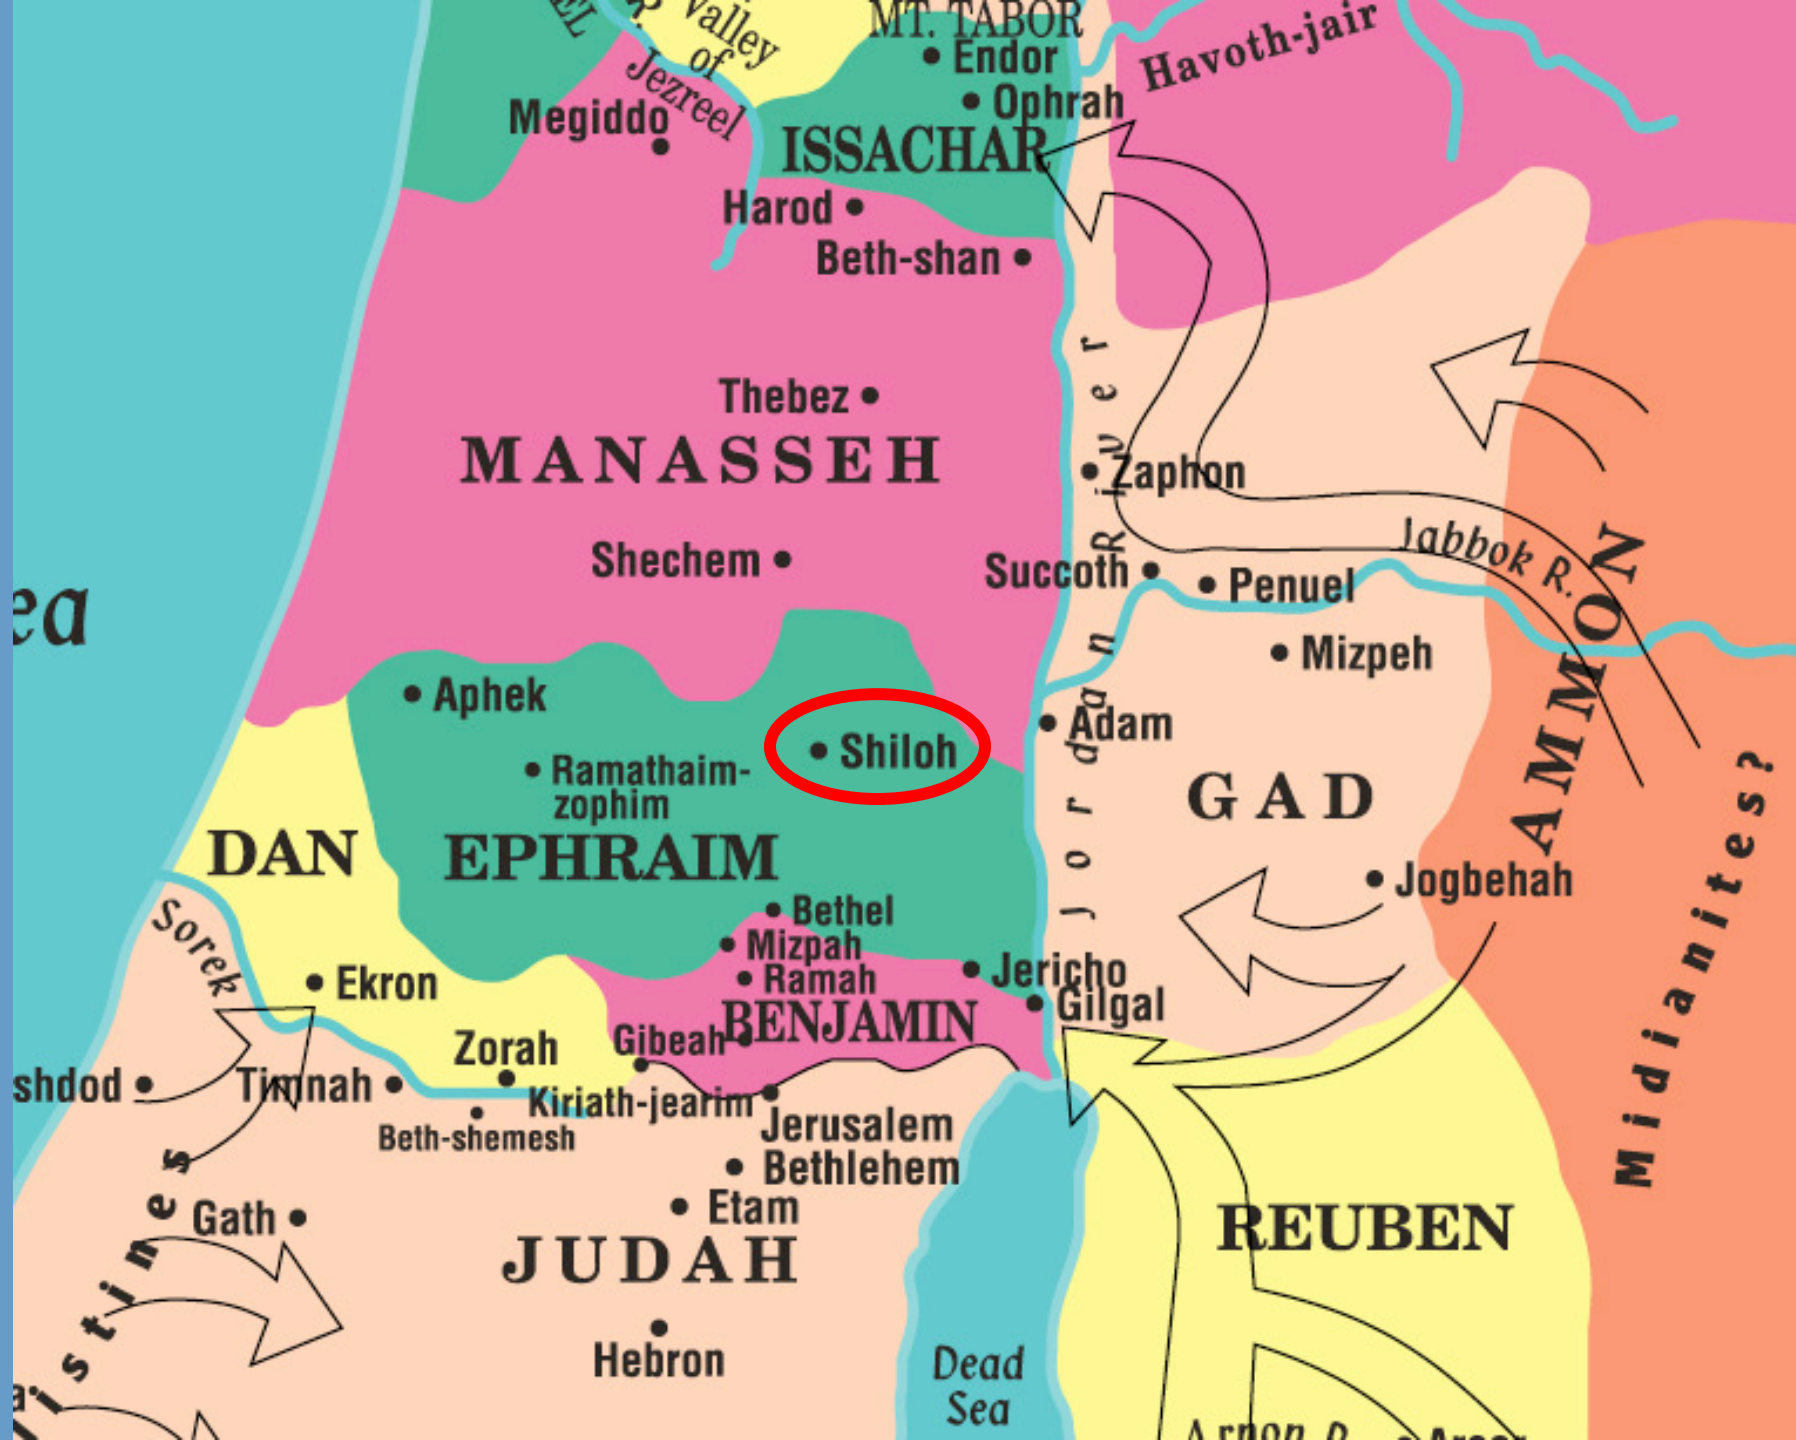 Valley
of
Jezreel
MT. TABOR
Endor
Ophrah
Havoth-jair
Megiddo
ISSACHAR
Harod
Beth-shan
Thebez
MANASSEH
Zaphon
Jordan River
Shechem
Succoth
Penuel
Jabbok R.
Mizpeh
AMMON
Aphek
Adam
Shiloh
Ramathaim-
zophim
GAD
DAN
EPHRAIM
Jogbehah
Midianites?
Bethel
Mizpah
Ramah
Sorek
Jericho
Gilgal
Ekron
BENJAMIN
Gibeah
Zorah
shdod
Timnah
Kiriath-jearim
Beth-shemesh
Jerusalem
Bethlehem
Etam
Gath
istines
JUDAH
REUBEN
Hebron
Dead
Sea